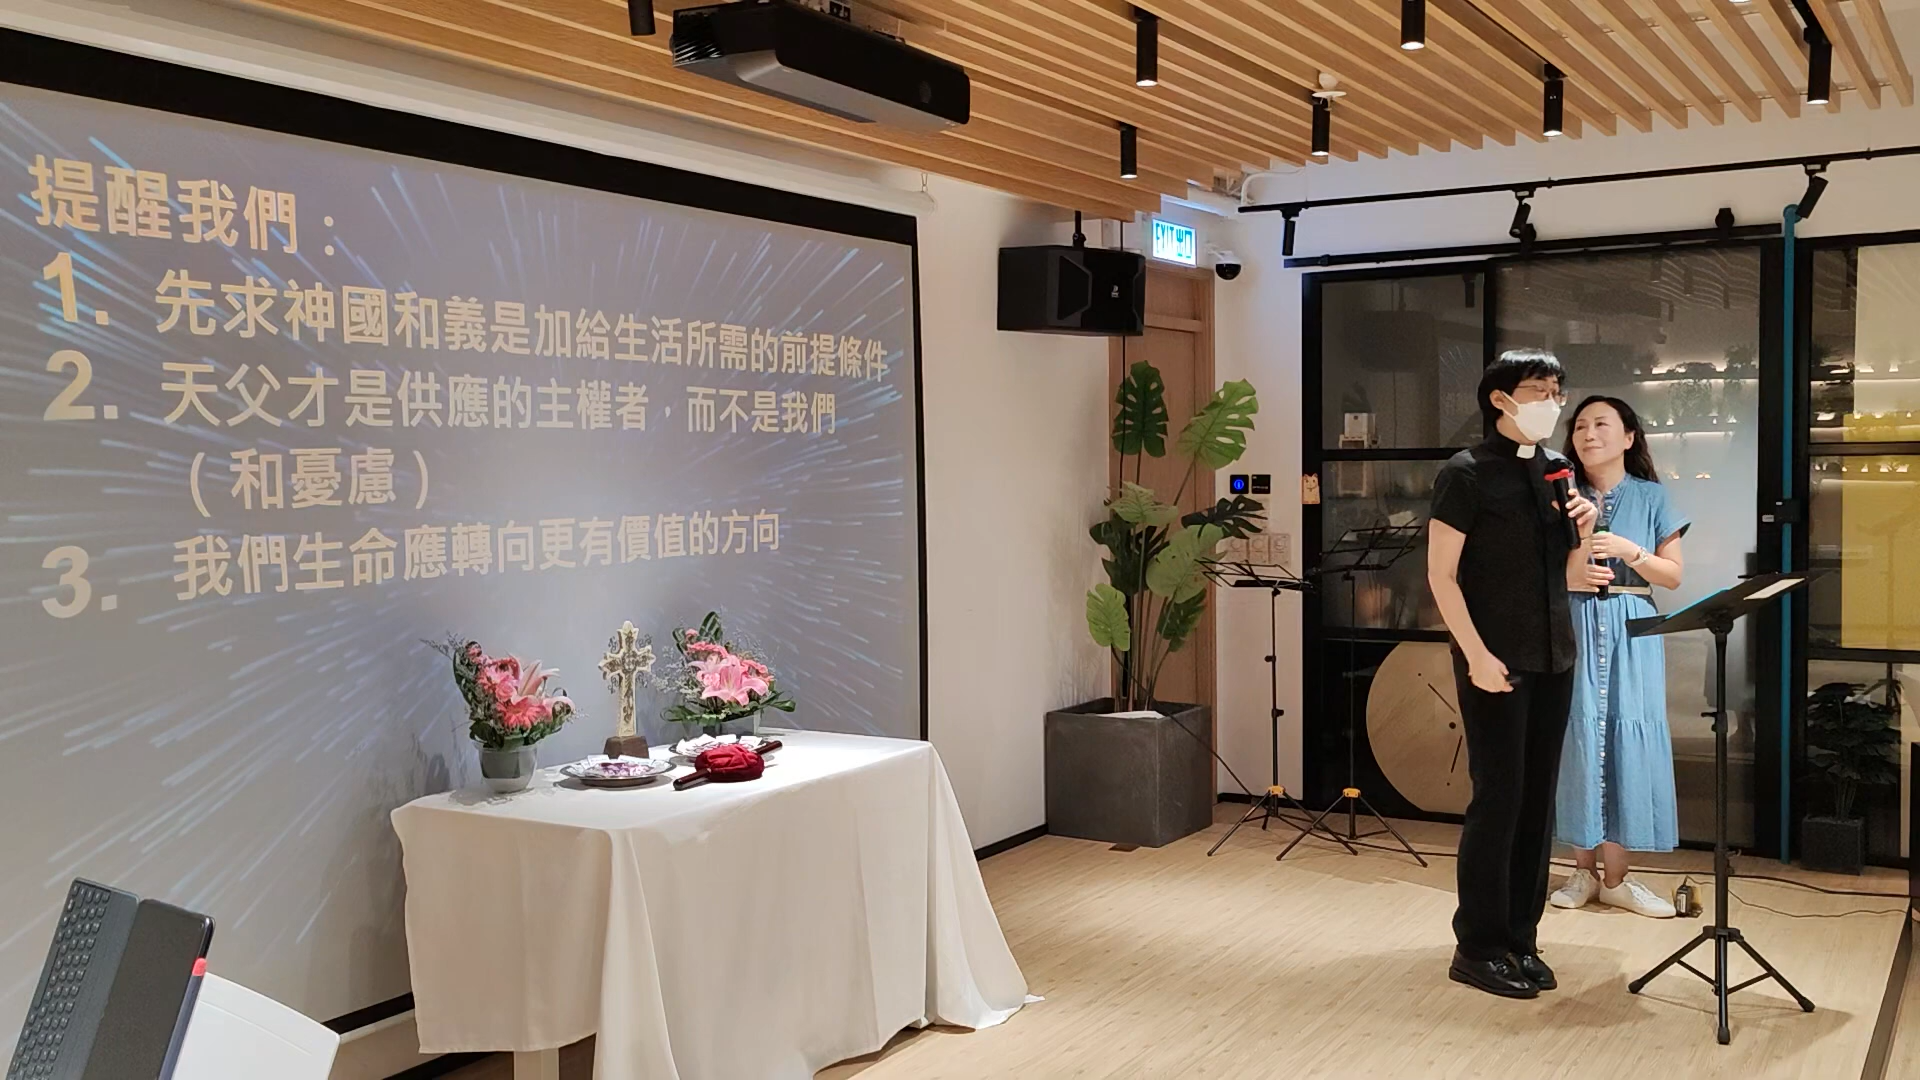 提醒我們：
1. 先求神國和義是加給生活所需的前提條件
2. 天父才是供應的主權者，而不是我們
(和憂慮)
3. 我們生命應轉向更有價值的方向
EXIT 出口